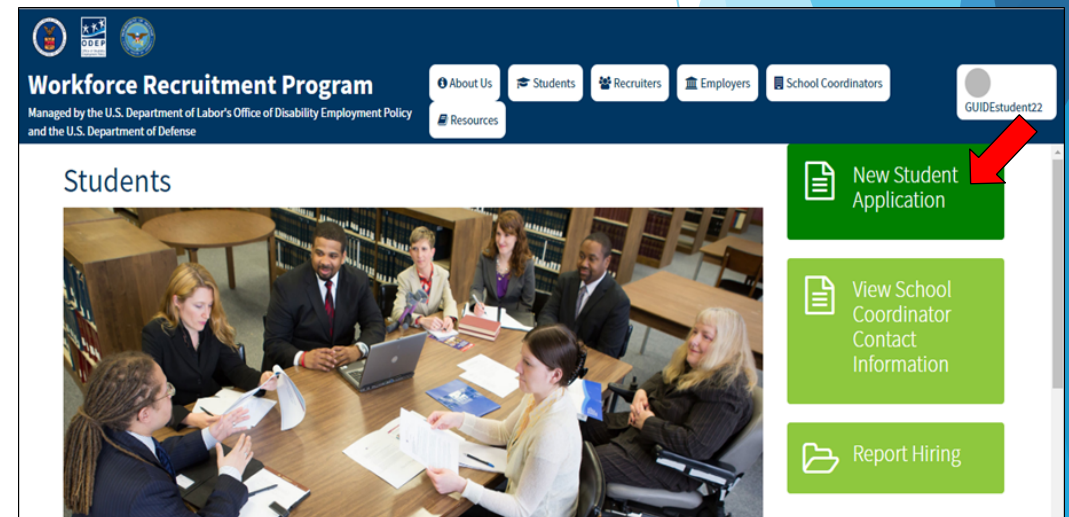 ODEP
Workforce Recruitment Program
Managed by the U.S. Department of Labor's Office of Disability Employment Policy
and the U.S. Department of Defense
About Us
Students
Recruiters
Employers
School Coordinators
Resources
GUIDEstudent22
Students
New Student
Application
View School
Coordinator
Contact
Information
Report Hiring